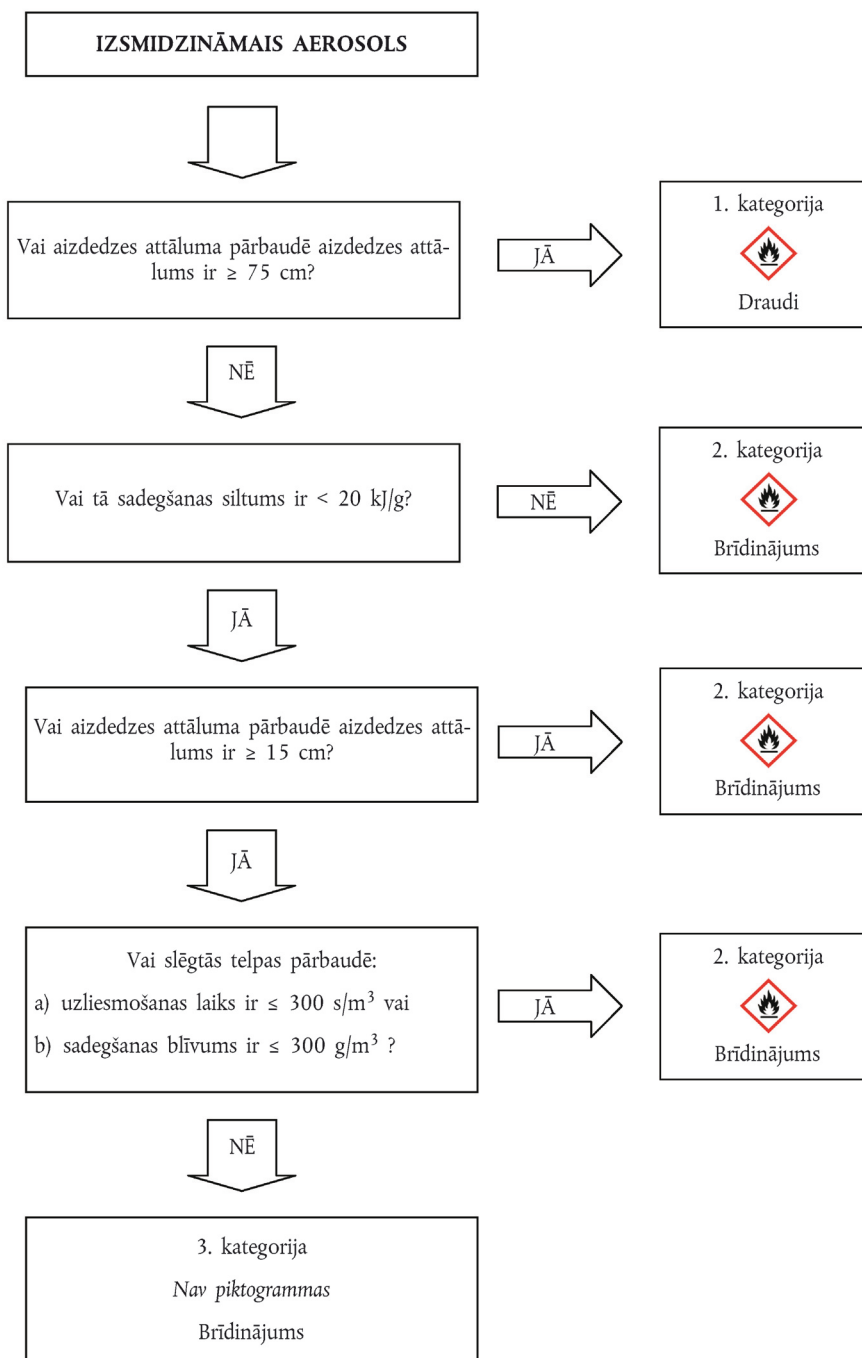 IZSMIDZINĀMAIS AEROSOLS
Vai aizdedzes attāluma pārbaudē aizdedzes attā-
lums ir ≥ 75 cm?
JĀ
1. kategorija
Draudi
NĒ
Vai tā sadegšanas siltums ir < 20 kJ/g?
NĒ
2. kategorija
Brīdinājums
JĀ
Vai aizdedzes attāluma pārbaudē aizdedzes attā-
lums ir ≥ 15 cm?
JĀ
2. kategorija
Brīdinājums
JĀ
Vai slēgtās telpas pārbaudē:
a) uzliesmošanas laiks ir ≤ 300 s/m³ vai
b) sadegšanas blīvums ir ≤ 300 g/m³ ?
JĀ
2. kategorija
Brīdinājums
NĒ
3. kategorija
Nav piktogrammas
Brīdinājums